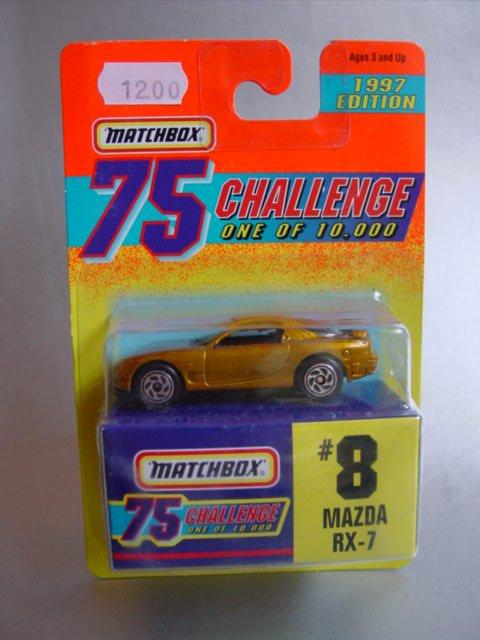 Ages 3 and Up
1997
EDITION
12.00
MATCHBOX
75 CHALLENGE
ONE OF 10.000
MATCHBOX
75 CHALLENGE
ONE OF 10.000
#8
MAZDA
RX-7